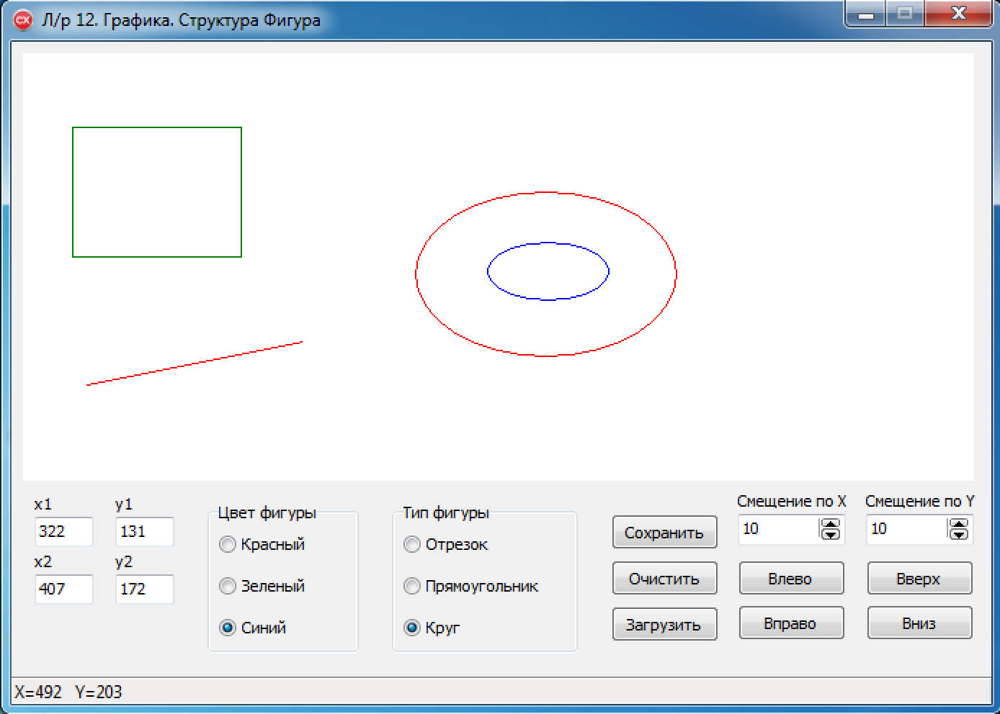 CX Л/р 12. Графика. Структура Фигура
x1 y1
322 131
x2 y2
407 172
Цвет фигуры
Красный
Зеленый
Синий
Тип фигуры
Отрезок
Прямоугольник
Круг
Сохранить
Очистить
Загрузить
Смещение по X Смещение по Y
10 10
Влево Вверх
Вправо Вниз
X=492 Y=203